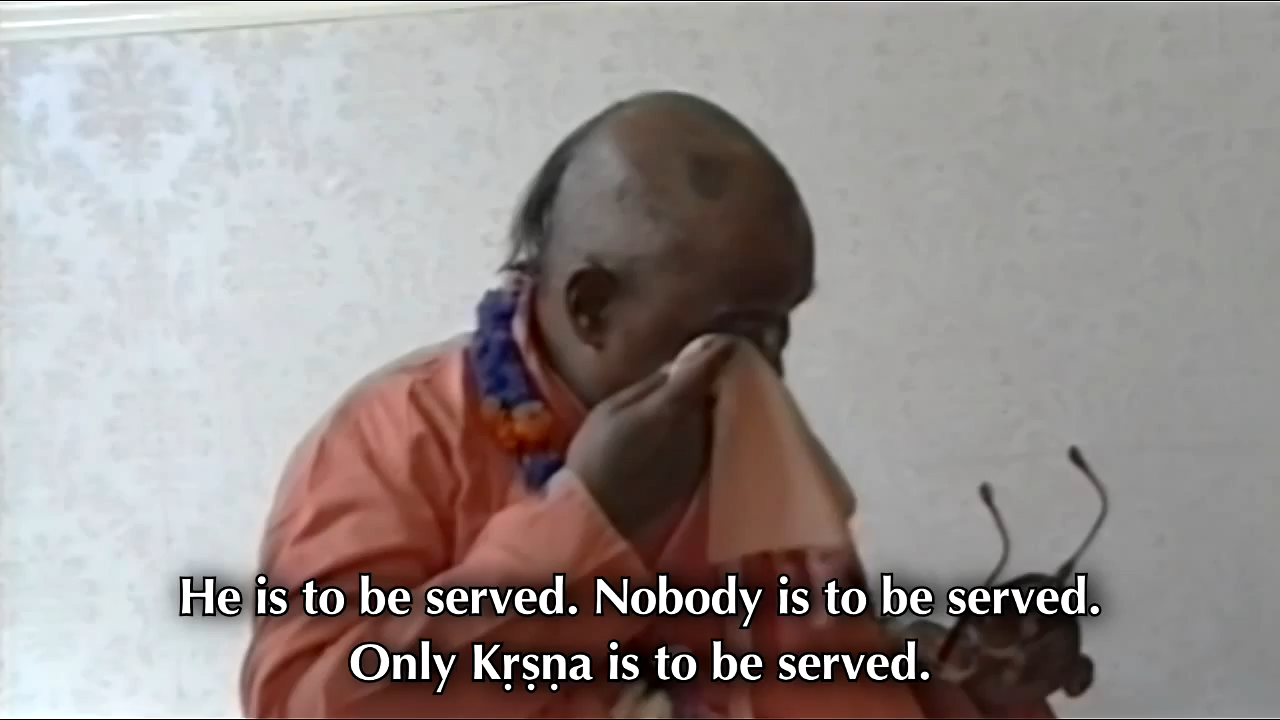 He is to be served. Nobody is to be served.
Only Kṛṣṇa is to be served.